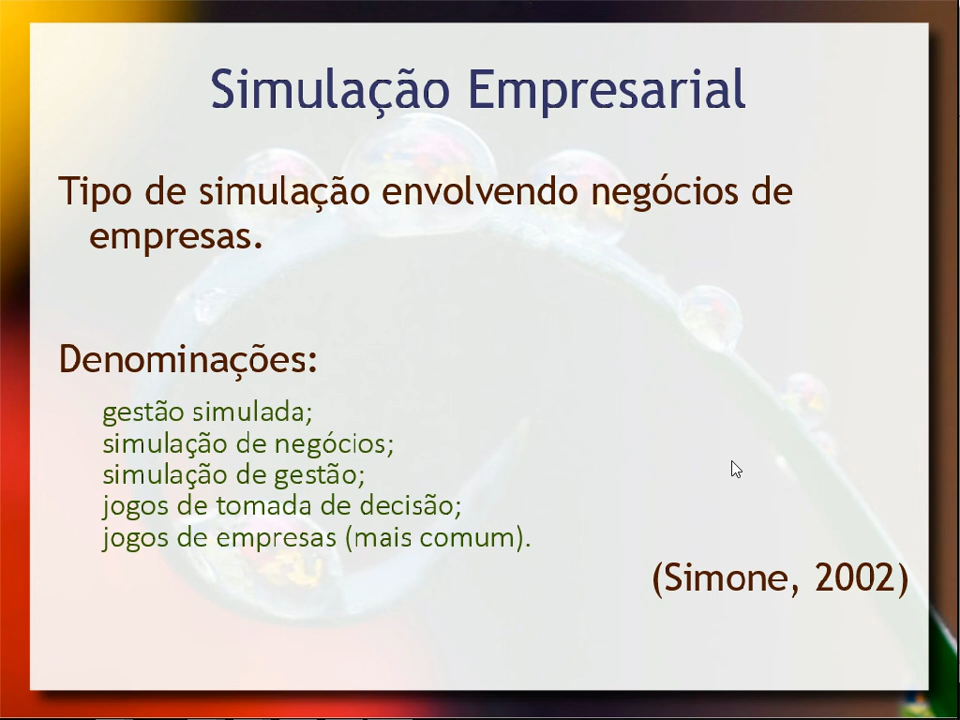 Simulação Empresarial
Tipo de simulação envolvendo negócios de
empresas.
Denominações:
gestão simulada;
simulação de negócios;
simulação de gestão;
jogos de tomada de decisão;
jogos de empresas (mais comum).
(Simone, 2002)